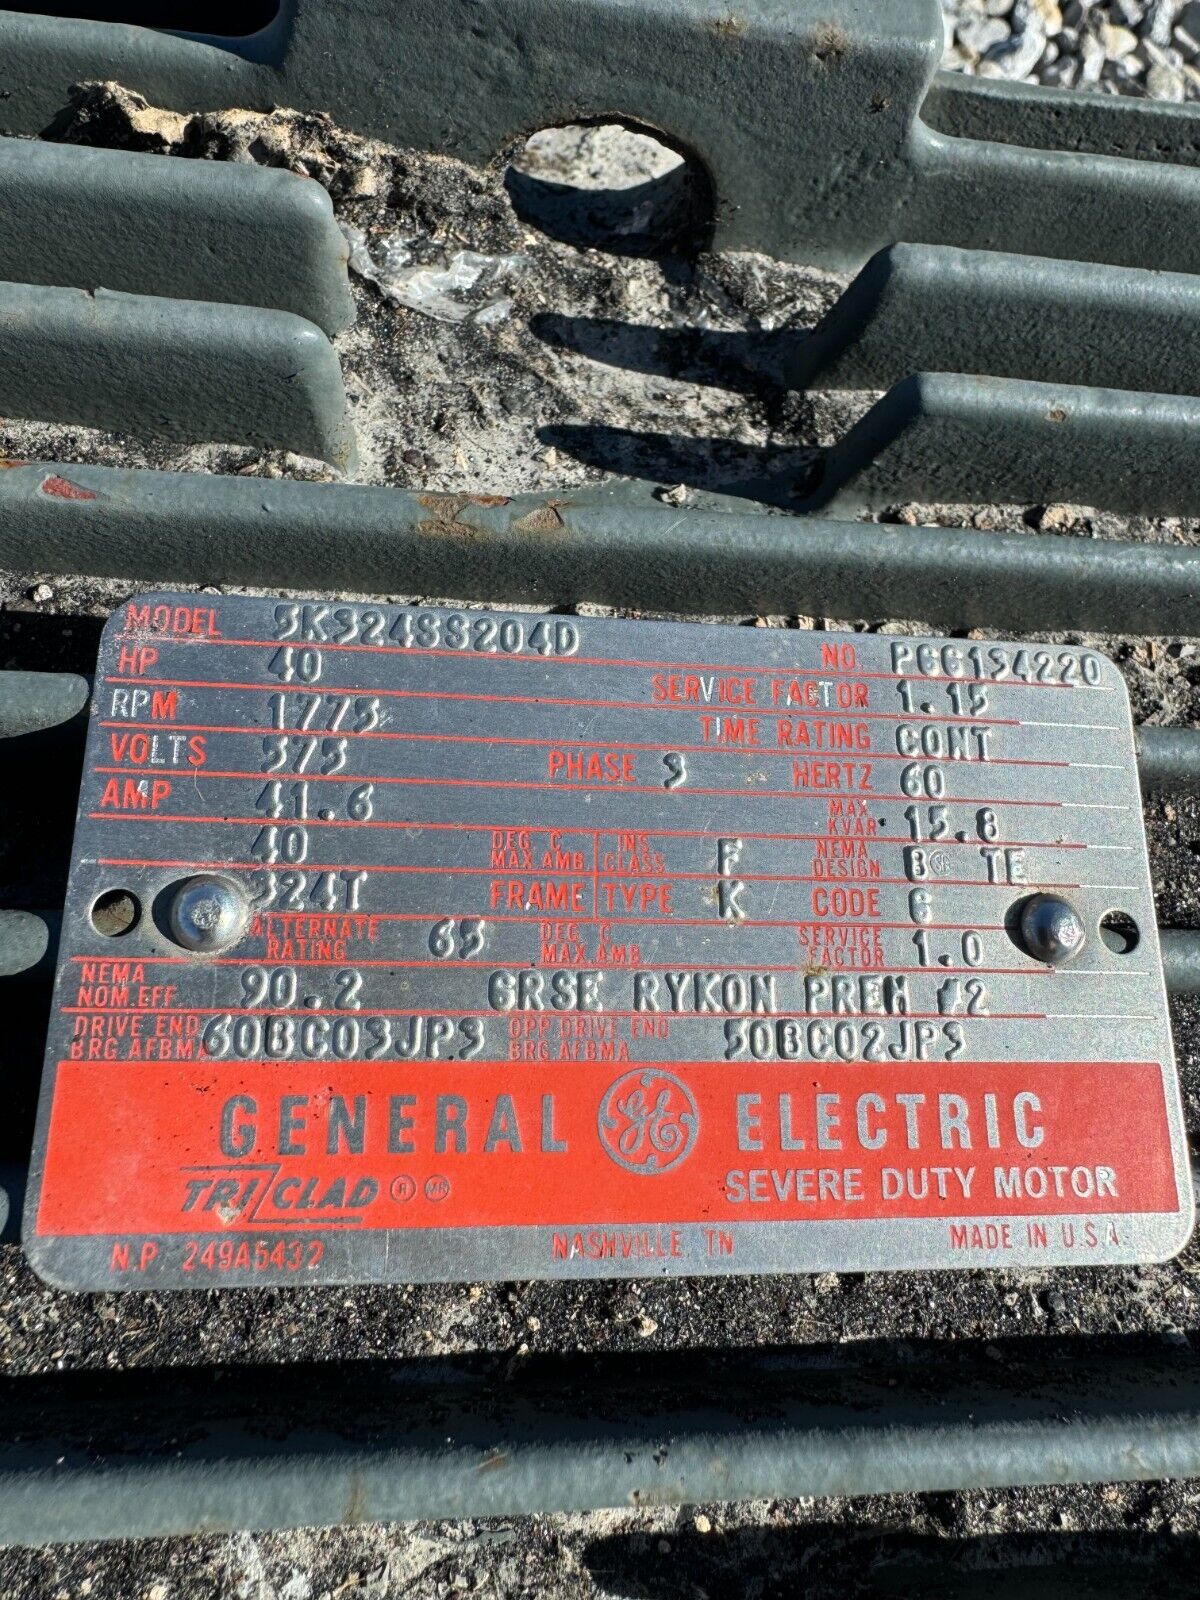 MODEL 5K324SS204D NO. PGG134220
HP 40 SERVICE FACTOR 1.15
RPM 1775 TIME RATING CONT
VOLTS 575 PHASE 3 HERTZ 60
AMP 41.6 MAX KVAR 15.8
40 DEG C MAX AMB INS CLASS F NEMA DESIGN B TE
324T FRAME TYPE K CODE G
ALTERNATE RATING 65 DEG C MAX AMB SERVICE FACTOR 1.0
NEMA NOM.EFF. 90.2 GRSE RYKON PREM #2
DRIVE END BRG AFBMA 60BC03JP3 OPP DRIVE END BRG AFBMA 50BC02JP3
GENERAL GE ELECTRIC
TRI/CLAD ® MR SEVERE DUTY MOTOR
N.P. 249A5432 NASHVILLE, TN MADE IN U.S.A.